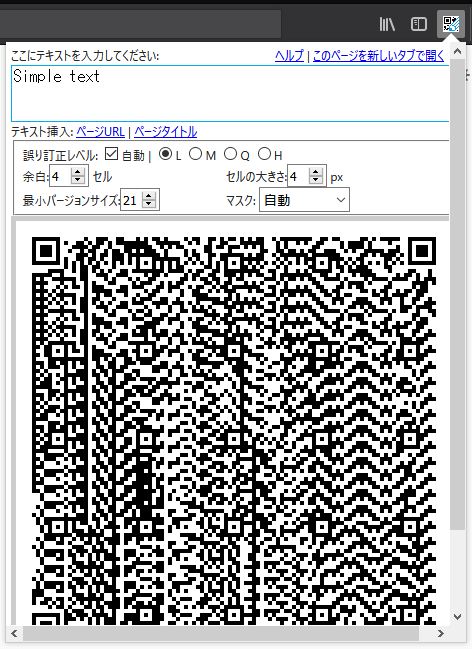 ここにテキストを入力してください: ヘルプ | このページを新しいタブで開く
Simple text
テキスト挿入: ページURL | ページタイトル
誤り訂正レベル: 自動 | L M Q H
余白: 4 セル セルの大きさ: 4 px
最小バージョンサイズ: 21 マスク: 自動